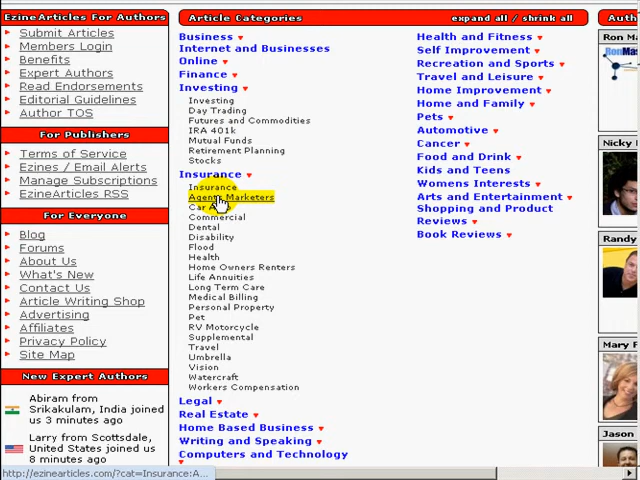 EzineArticles For Authors
Submit Articles
Members Login
Benefits
Expert Authors
Read Endorsements
Editorial Guidelines
Author TOS
For Publishers
Terms of Service
Ezines / Email Alerts
Manage Subscriptions
EzineArticles RSS
For Everyone
Blog
Forums
About Us
What's New
Contact Us
Article Writing Shop
Advertising
Affiliates
Privacy Policy
Site Map
New Expert Authors
Abiram from
Srikakulam, India joined
us 3 minutes ago
Larry from Scottsdale,
United States joined us
8 minutes ago
Article Categories
expand all / shrink all
Business
Internet and Businesses
Online
Finance
Investing
Investing
Day Trading
Futures and Commodities
IRA 401k
Mutual Funds
Retirement Planning
Stocks
Insurance
Insurance
Agents Marketers
Car Auto
Commercial
Dental
Disability
Flood
Health
Home Owners Renters
Life Annuities
Long Term Care
Medical Billing
Personal Property
Pet
RV Motorcycle
Supplemental
Travel
Umbrella
Vision
Watercraft
Workers Compensation
Legal
Real Estate
Home Based Business
Writing and Speaking
Computers and Technology
Health and Fitness
Self Improvement
Recreation and Sports
Travel and Leisure
Home Improvement
Home and Family
Pets
Automotive
Cancer
Food and Drink
Kids and Teens
Womens Interests
Arts and Entertainment
Shopping and Product
Reviews
Book Reviews
Auth
Ron Ma
RonMa
Nicky
Randy
Mary F
Jason
http://ezinearticles.com/?cat=Insurance:A...